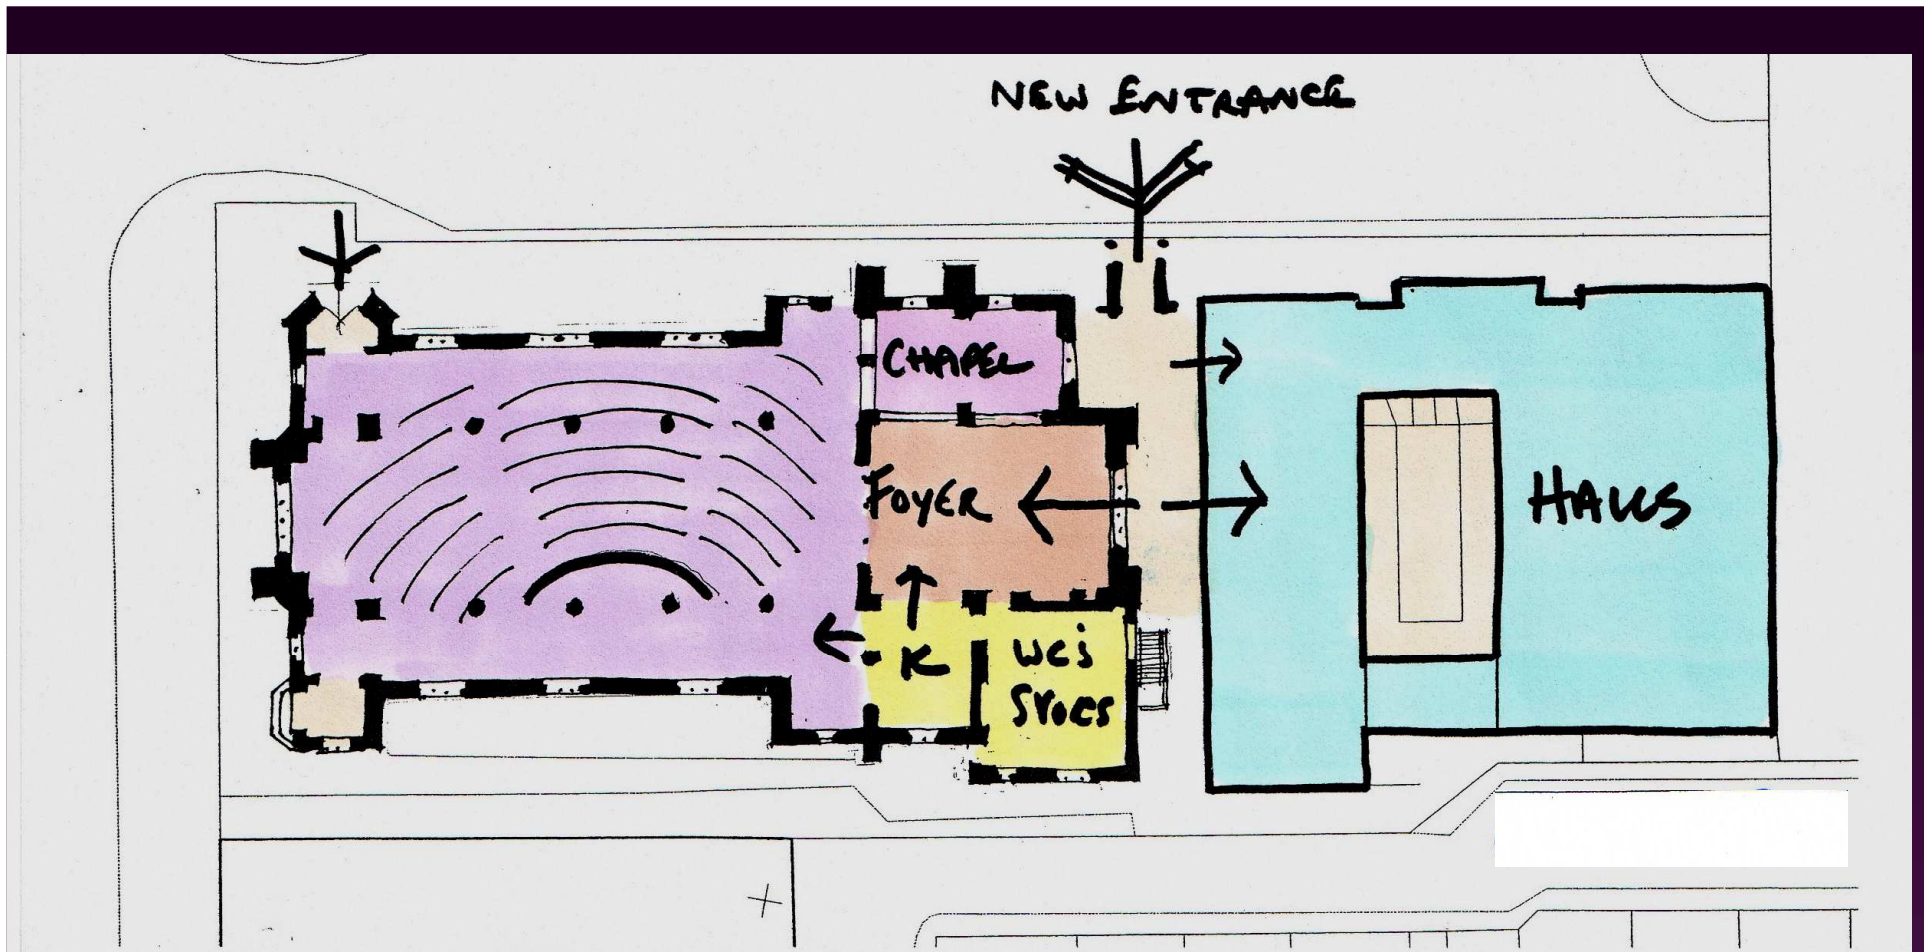 NEW ENTRANCE
CHAPEL
FOYER
HALLS
K
WCS
STORES